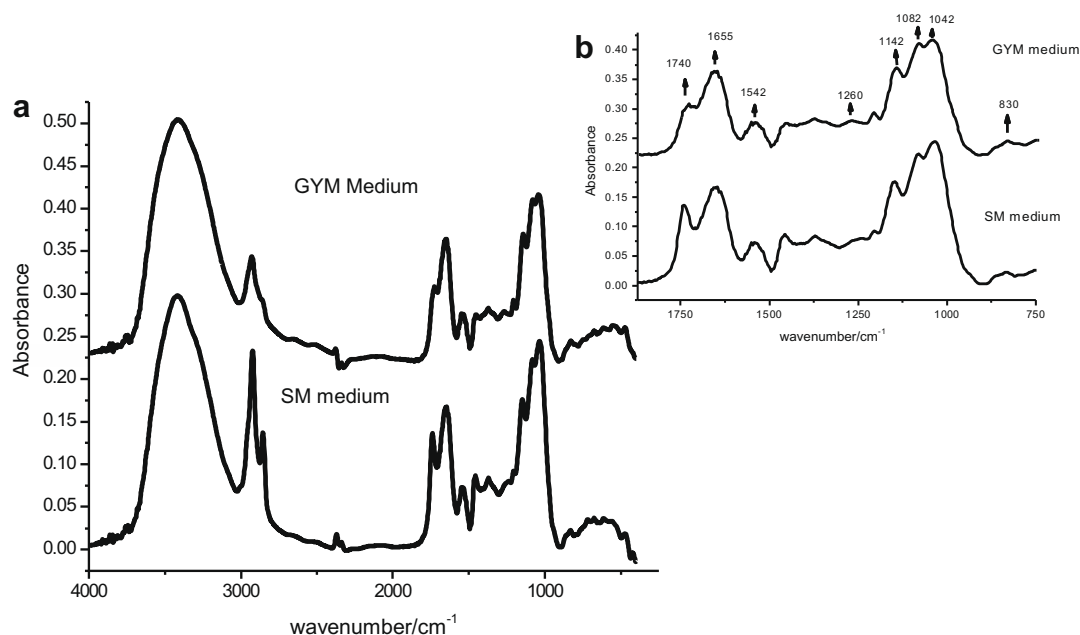 a
0.50
0.45
0.40
0.35
0.30
0.25
0.20
0.15
0.10
0.05
0.00
Absorbance
GYM Medium
SM medium
4000 3000 2000 1000
wavenumber/cm⁻¹
b
0.40
0.35
0.30
0.25
0.20
0.15
0.10
0.05
0.00
Absorbance
1740
1655
1542
1260
1142
1082
1042
830
GYM medium
SM medium
1750 1500 1250 1000 750
wavenumber/cm⁻¹